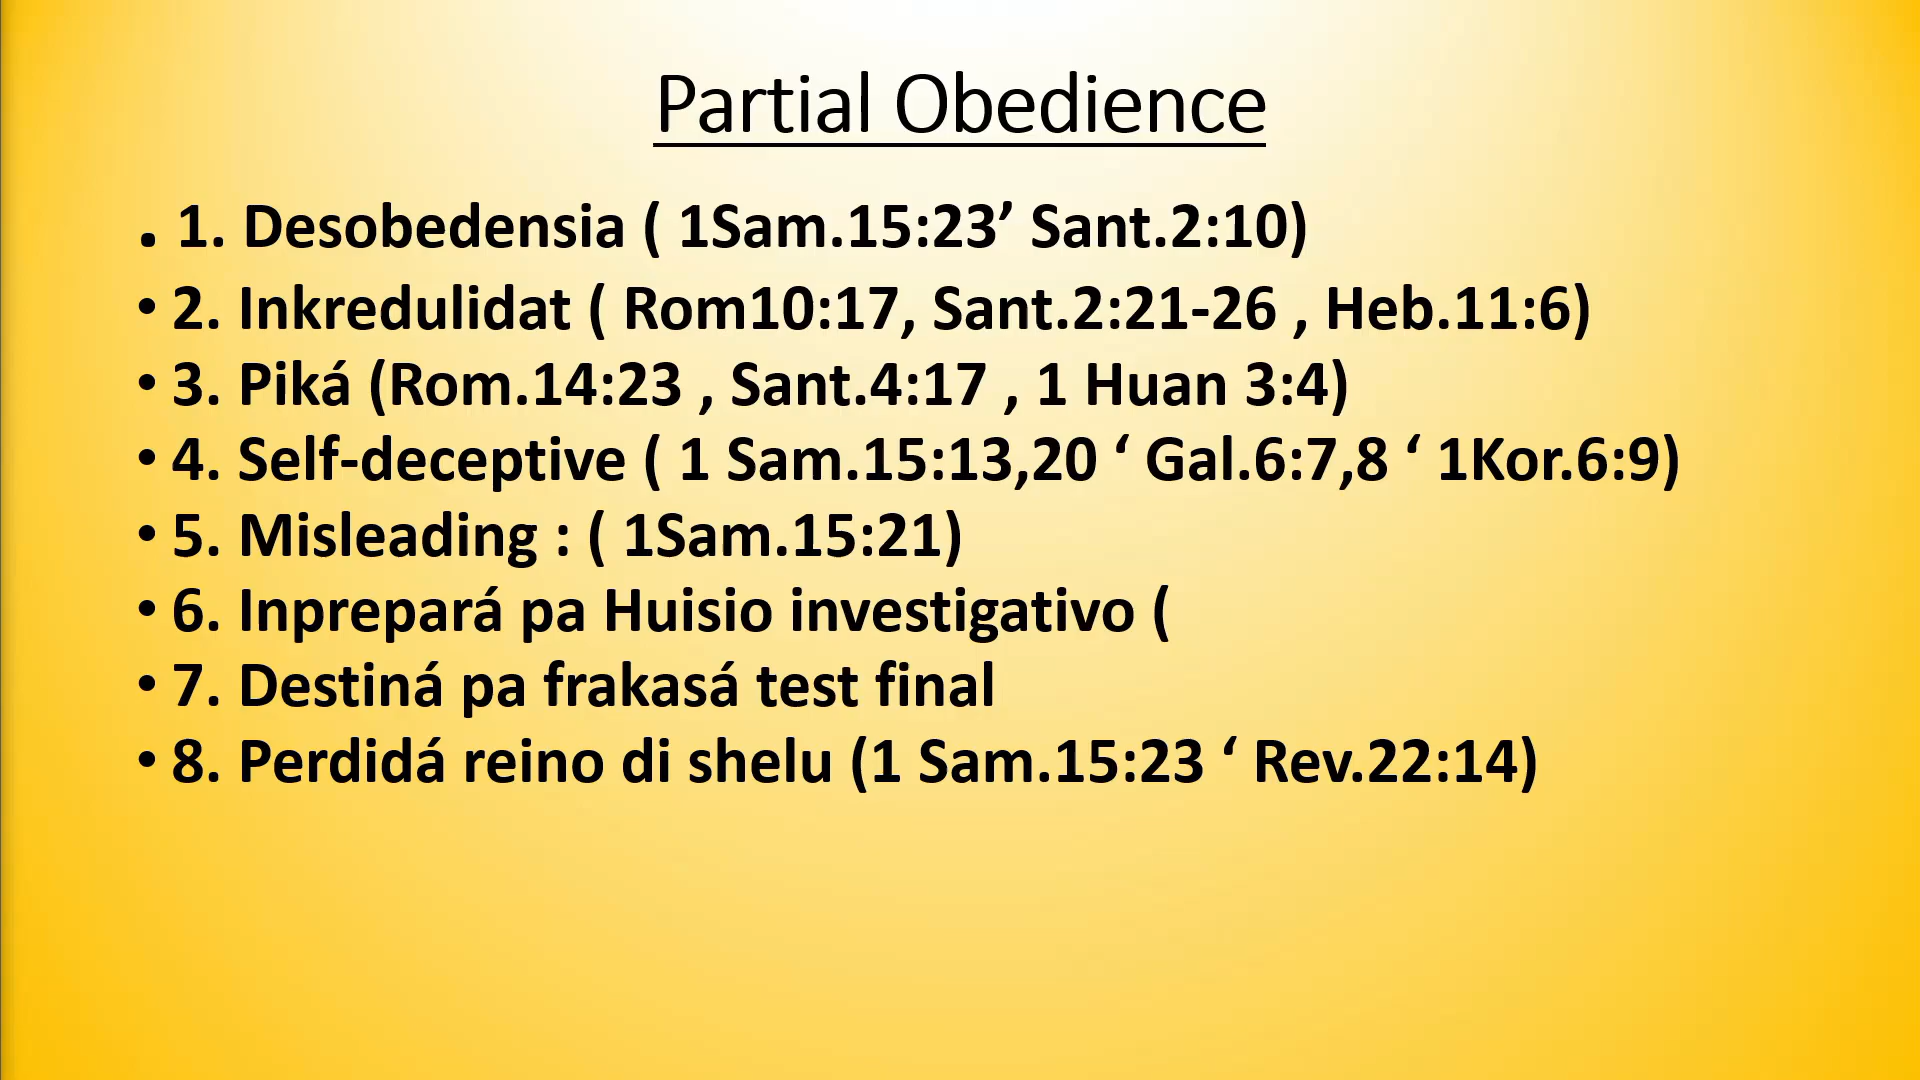 Partial Obedience
. 1. Desobedensia ( 1Sam.15:23’ Sant.2:10)
• 2. Inkredulidat ( Rom10:17, Sant.2:21-26 , Heb.11:6)
• 3. Piká (Rom.14:23 , Sant.4:17 , 1 Huan 3:4)
• 4. Self-deceptive ( 1 Sam.15:13,20 ‘ Gal.6:7,8 ‘ 1Kor.6:9)
• 5. Misleading : ( 1Sam.15:21)
• 6. Inprepará pa Huisio investigativo (
• 7. Destiná pa frakasá test final
• 8. Perdidá reino di shelu (1 Sam.15:23 ‘ Rev.22:14)